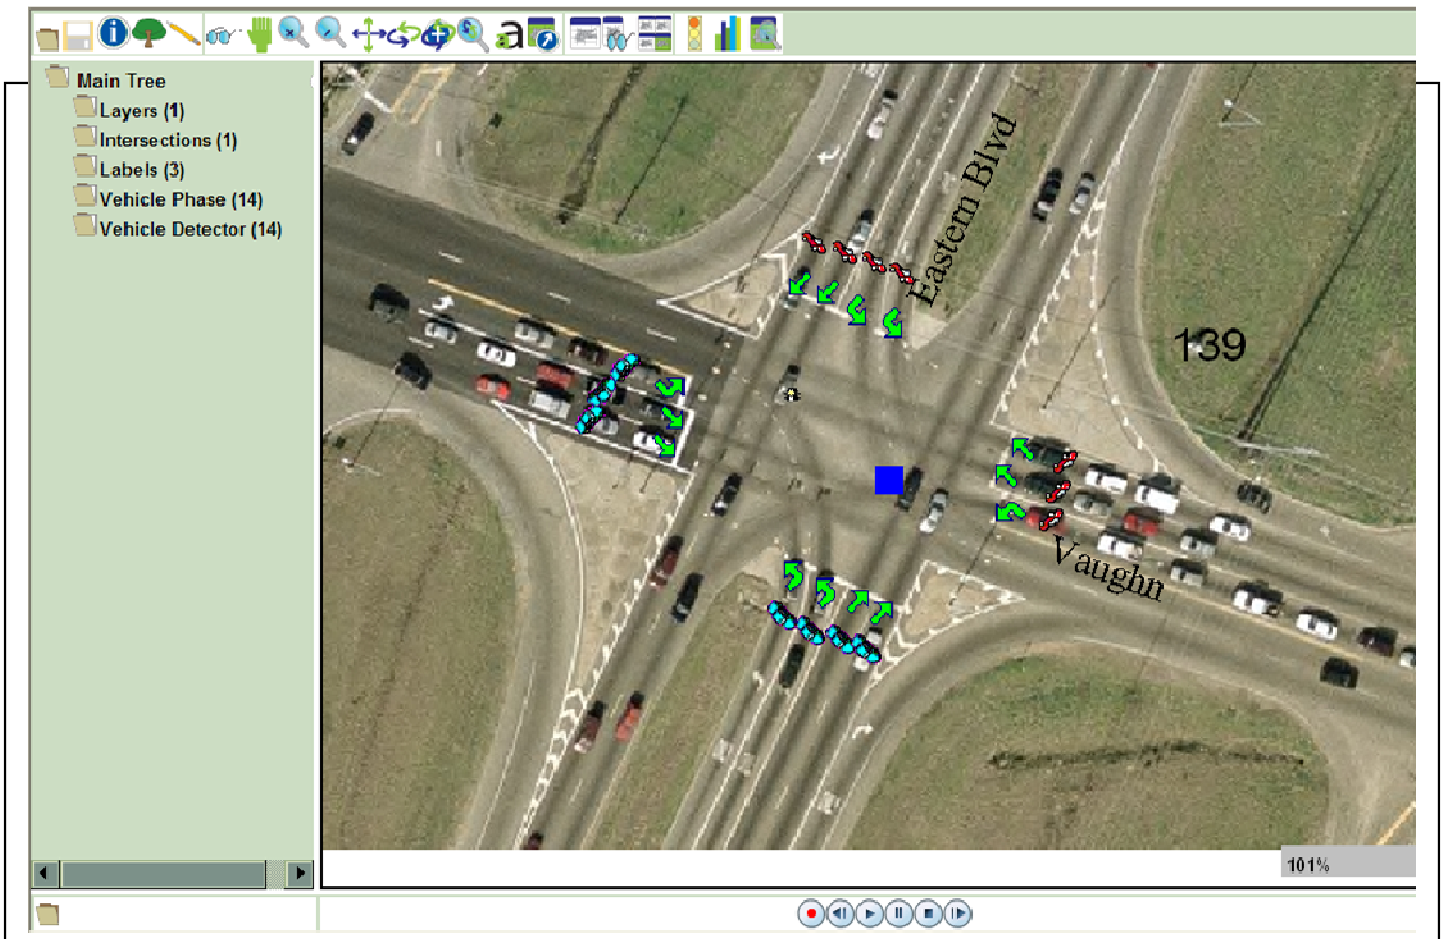 a
Main Tree
Layers (1)
Intersections (1)
Labels (3)
Vehicle Phase (14)
Vehicle Detector (14)
Eastern Blvd
139
Vaughn
101%